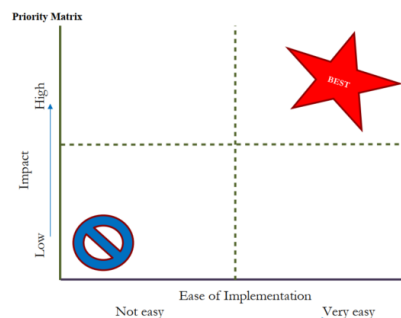 Priority Matrix
High
BEST
Impact
Low
Ease of Implementation
Not easy
Very easy